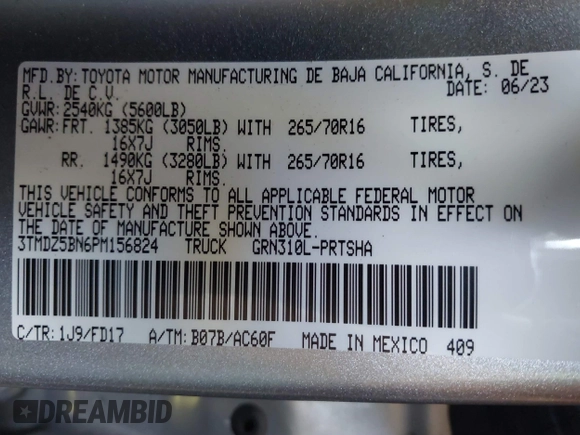 MFD.BY:TOYOTA MOTOR MANUFACTURING DE BAJA CALIFORNIA, S. DE
R.L. DE C.V. DATE: 06/23
GVWR:2540KG (5600LB)
GAWR:FRT. 1385KG (3050LB) WITH 265/70R16 TIRES,
16X7J RIMS.
RR. 1490KG (3280LB) WITH 265/70R16 TIRES,
16X7J RIMS.
THIS VEHICLE CONFORMS TO ALL APPLICABLE FEDERAL MOTOR
VEHICLE SAFETY AND THEFT PREVENTION STANDARDS IN EFFECT ON
THE DATE OF MANUFACTURE SHOWN ABOVE.
3TMDZ5BN6PM156824 TRUCK GRN310L-PRTSHA
C/TR:1J9/FD17 A/TM:B07B/AC60F MADE IN MEXICO 409
DREAMBID